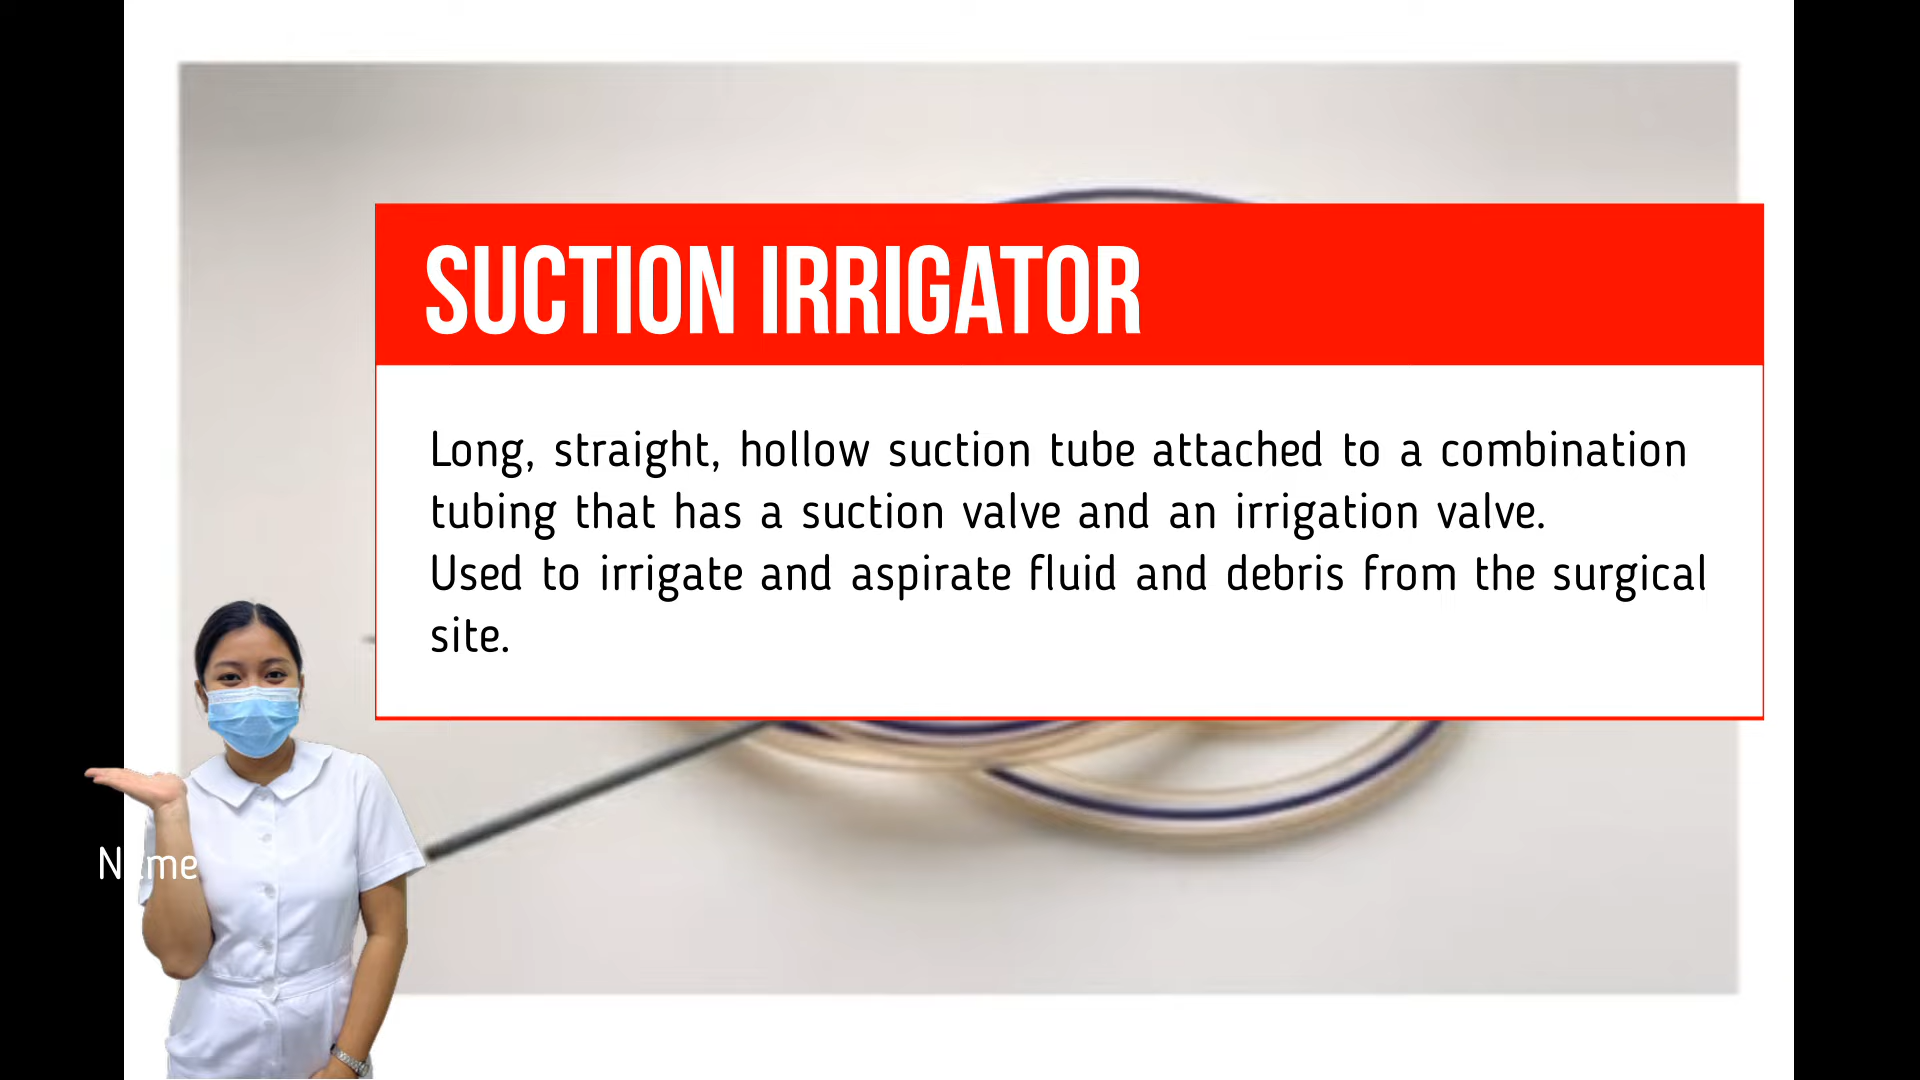 SUCTION IRRIGATOR
Long, straight, hollow suction tube attached to a combination
tubing that has a suction valve and an irrigation valve.
Used to irrigate and aspirate fluid and debris from the surgical
site.
Name